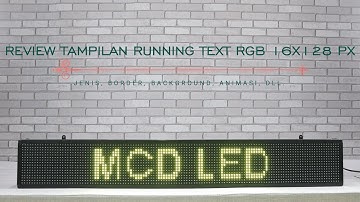 REVIEW TAMPILAN RUNNING TEXT RGB 16X128 PX
JENIS, BORDER, BACKGROUND, ANIMASI, DLL
MCD LED